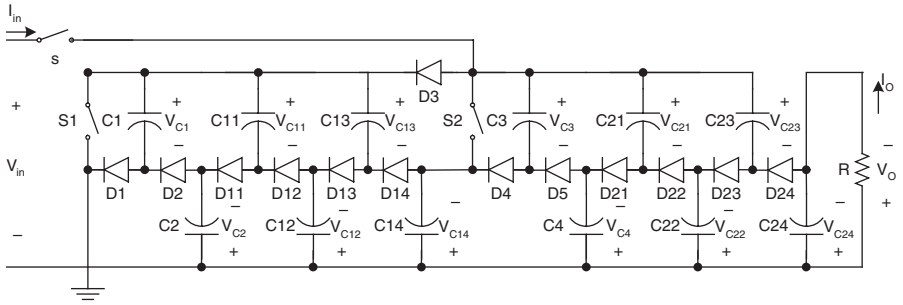 I_in
s
D3
I_O
+ + + + + + +
S1 C1 V_C1 C11 V_C11 C13 V_C13 S2 C3 V_C3 C21 V_C21 C23 V_C23
– – – – – – –
V_in R V_O
D1 D2 D11 D12 D13 D14 D4 D5 D21 D22 D23 D24
– – – – – – +
C2 V_C2 C12 V_C12 C14 V_C14 C4 V_C4 C22 V_C22 C24 V_C24
– + + + + + +